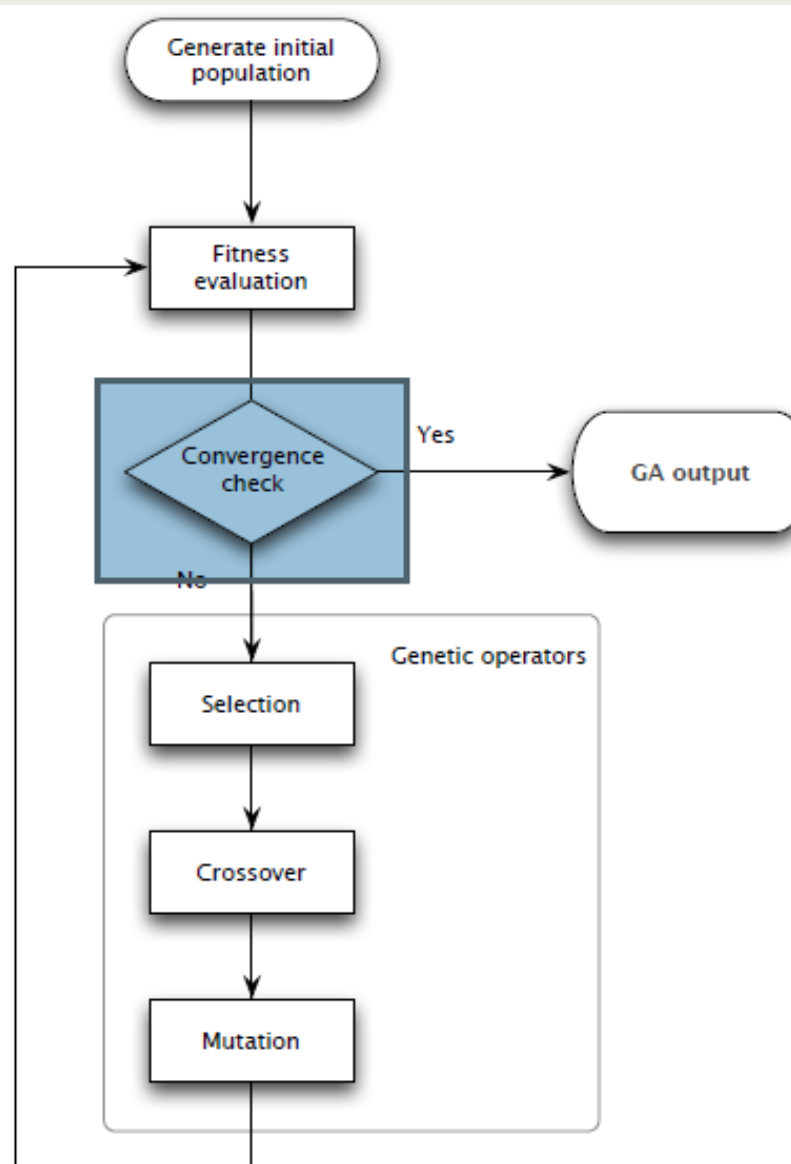 Generate initial
population
Fitness
evaluation
Convergence
check
Yes
GA output
No
Genetic operators
Selection
Crossover
Mutation